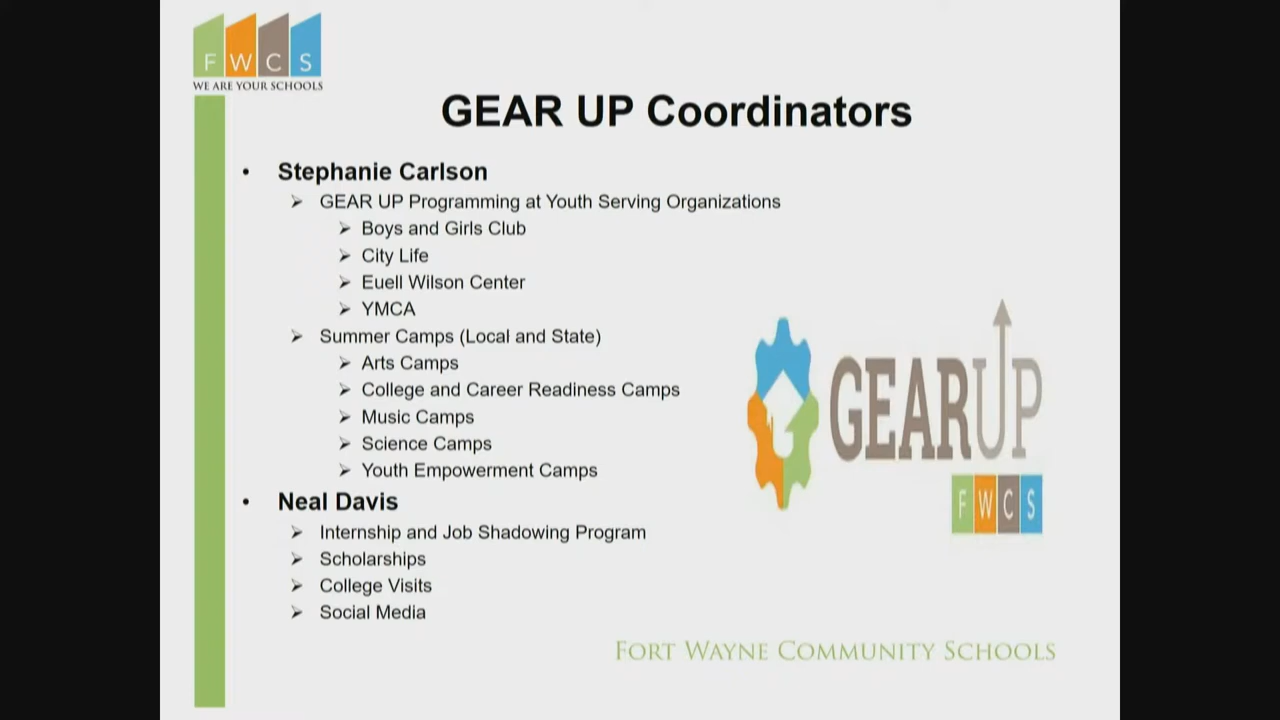 FWCS
WE ARE YOUR SCHOOLS
GEAR UP Coordinators
• Stephanie Carlson
➢ GEAR UP Programming at Youth Serving Organizations
➢ Boys and Girls Club
➢ City Life
➢ Euell Wilson Center
➢ YMCA
➢ Summer Camps (Local and State)
➢ Arts Camps
➢ College and Career Readiness Camps
➢ Music Camps
➢ Science Camps
➢ Youth Empowerment Camps
• Neal Davis
➢ Internship and Job Shadowing Program
➢ Scholarships
➢ College Visits
➢ Social Media
GEARUP
FWCS
FORT WAYNE COMMUNITY SCHOOLS